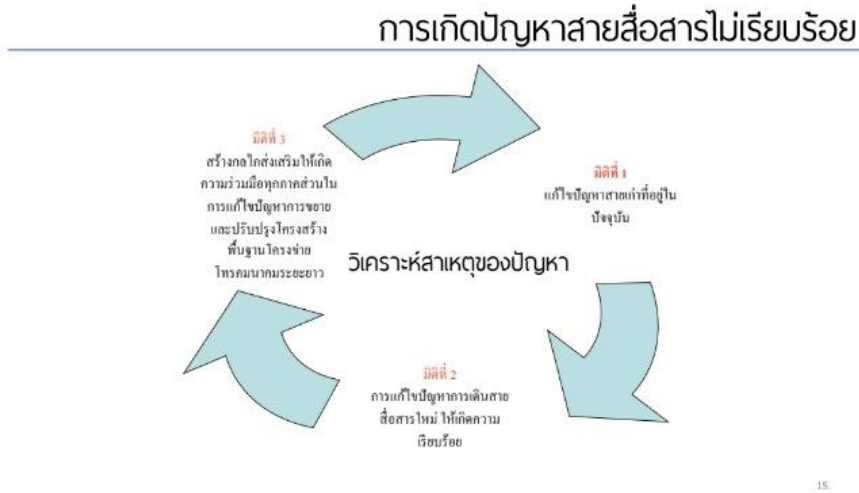 การเกิดปัญหาสายสื่อสารไม่เรียบร้อย
มิติที่ 3
สร้างกลไกส่งเสริมให้เกิด
ความร่วมมือทุกภาคส่วนใน
การแก้ไขปัญหาการขยาย
และปรับปรุงโครงสร้าง
พื้นฐานโครงข่าย
โทรคมนาคมระยะยาว
มิติที่ 1
แก้ไขปัญหาสายเก่าที่อยู่ใน
ปัจจุบัน
วิเคราะห์สาเหตุของปัญหา
มิติที่ 2
การแก้ไขปัญหาการเดินสาย
สื่อสารใหม่ ให้เกิดความ
เรียบร้อย
15